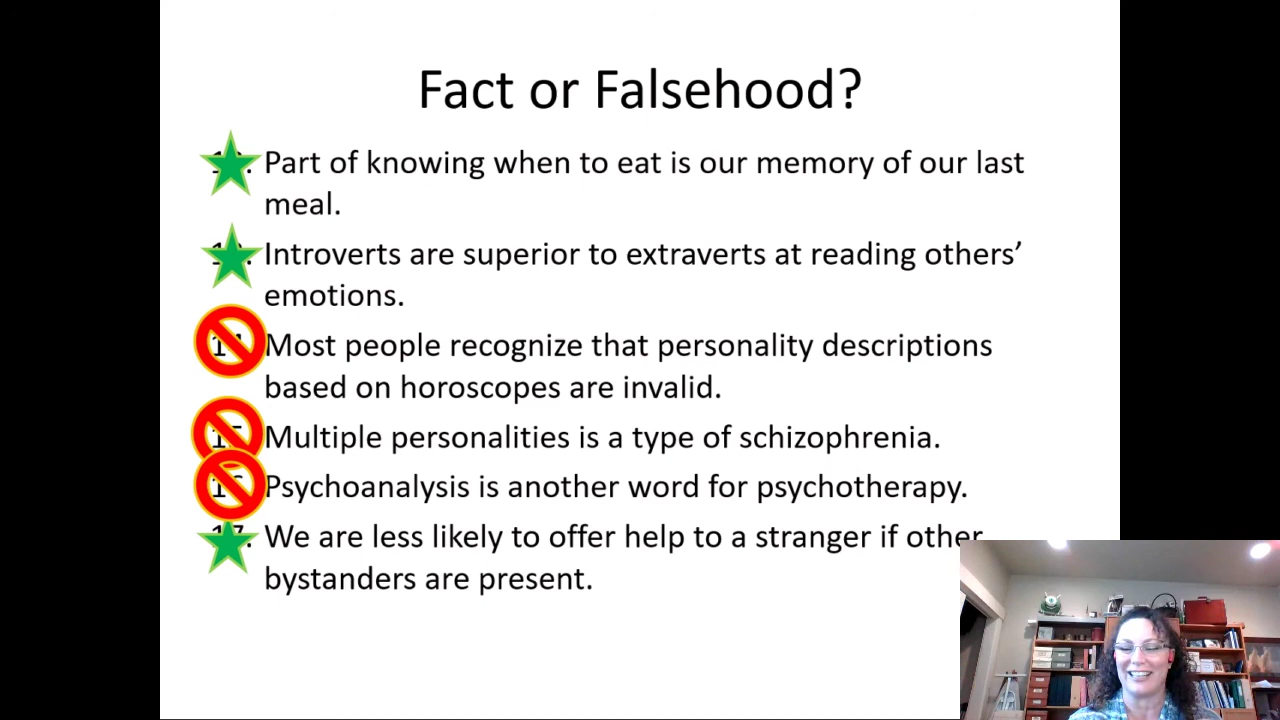 Fact or Falsehood?
Part of knowing when to eat is our memory of our last
meal.
Introverts are superior to extraverts at reading others’
emotions.
Most people recognize that personality descriptions
based on horoscopes are invalid.
Multiple personalities is a type of schizophrenia.
Psychoanalysis is another word for psychotherapy.
We are less likely to offer help to a stranger if other
bystanders are present.